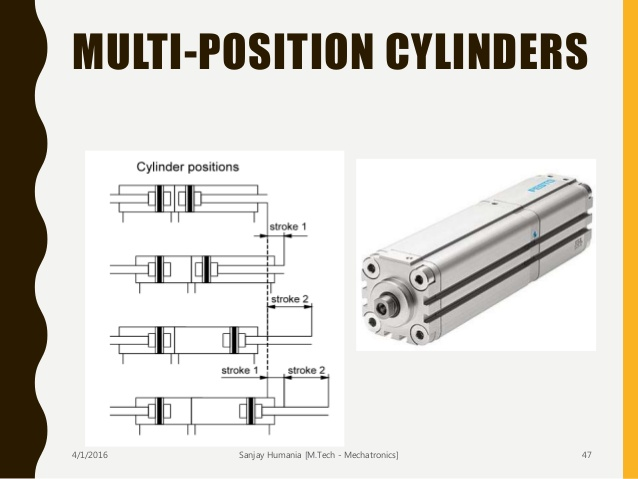 MULTI-POSITION CYLINDERS
Cylinder positions
stroke 1
stroke 2
stroke 1
stroke 2
FESTO
4/1/2016
Sanjay Humania [M.Tech - Mechatronics]
47